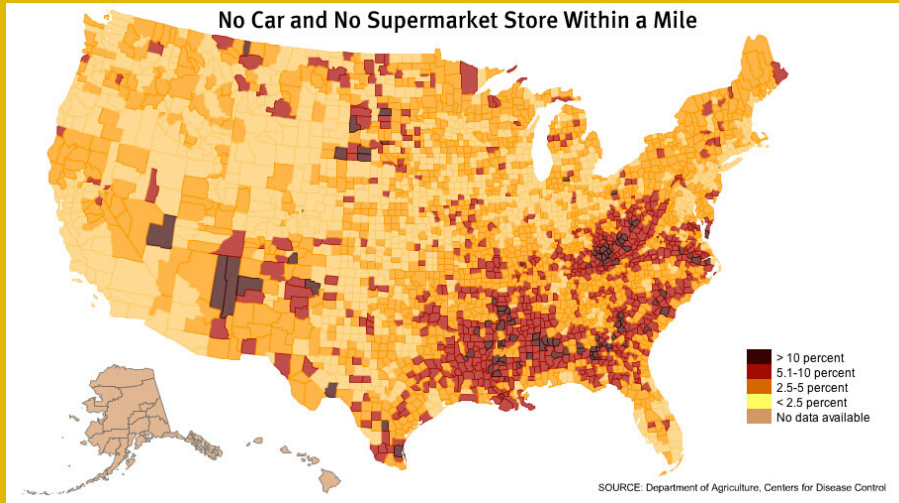 No Car and No Supermarket Store Within a Mile
> 10 percent
5.1-10 percent
2.5-5 percent
< 2.5 percent
No data available
SOURCE: Department of Agriculture, Centers for Disease Control